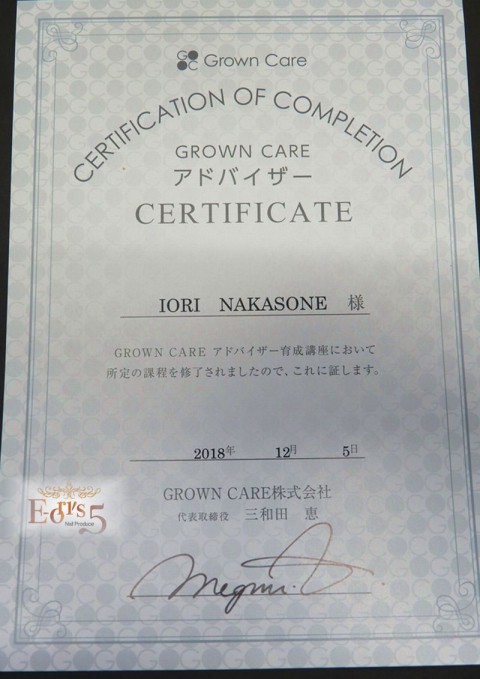 GO
OC
Grown Care
CERTIFICATION OF COMPLETION
GROWN CARE
アドバイザー
CERTIFICATE
IORI NAKASONE 様
GROWN CARE アドバイザー育成講座において
所定の課程を修了されましたので、これに証します。
2018年 12月 5日
GROWN CARE株式会社
代表取締役 三和田 恵
Nail Produce